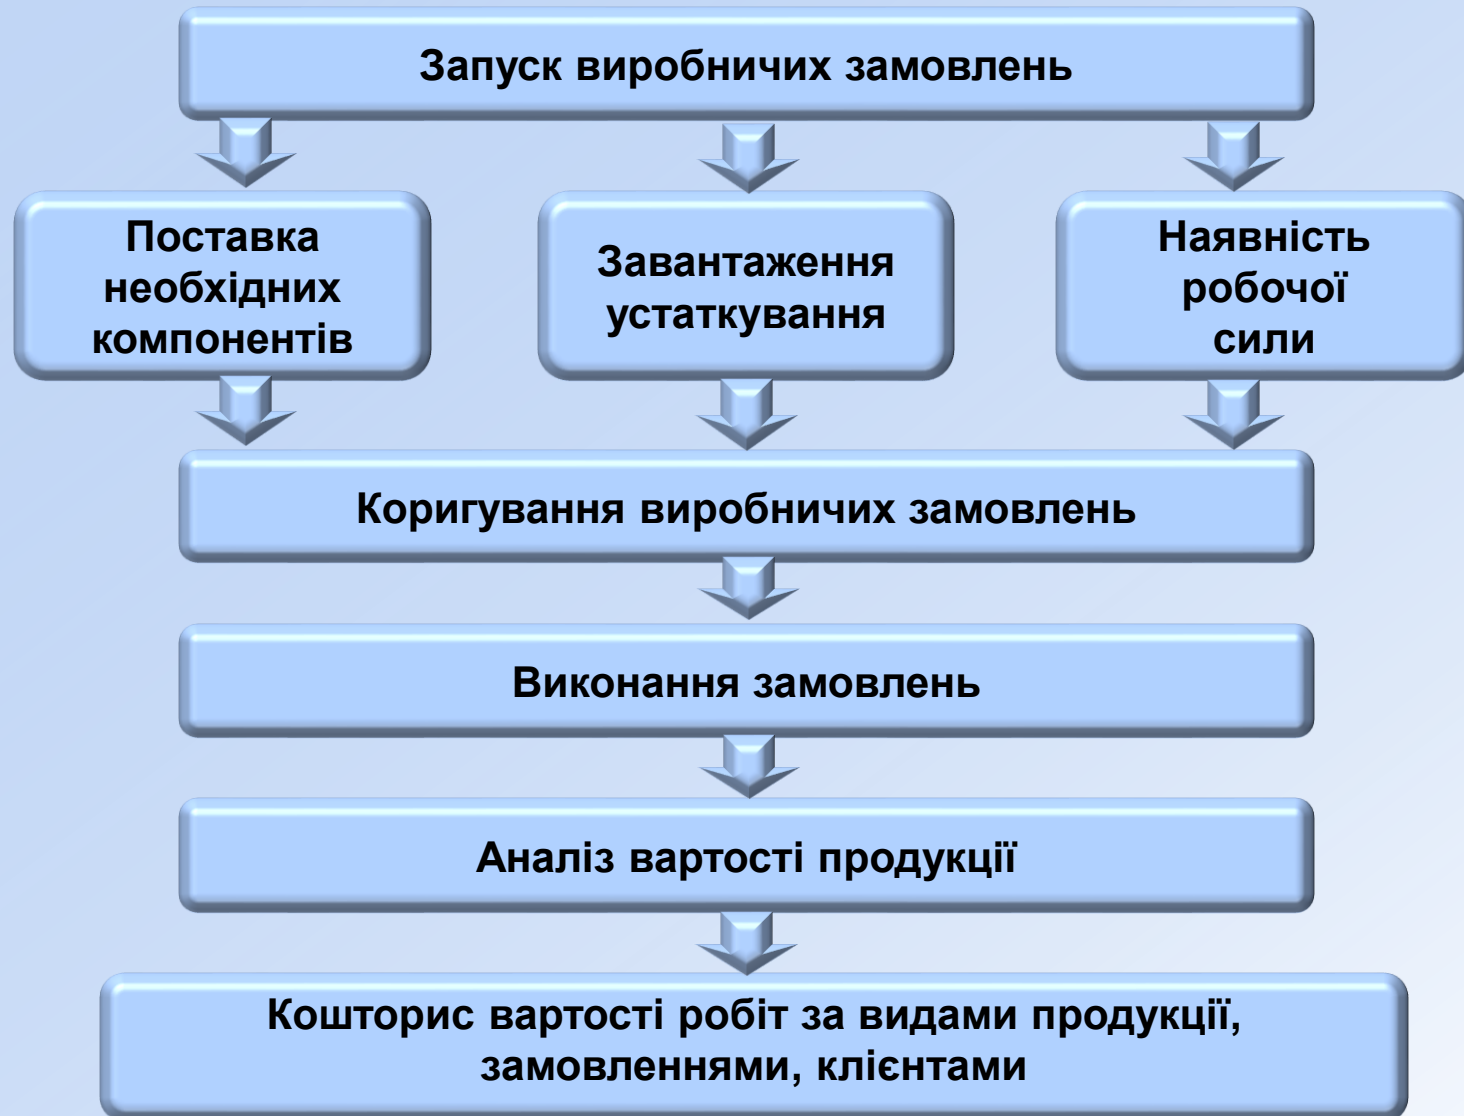 Запуск виробничих замовлень
Поставка
необхідних
компонентів
Завантаження
устаткування
Наявність
робочої
сили
Коригування виробничих замовлень
Виконання замовлень
Аналіз вартості продукції
Кошторис вартості робіт за видами продукції,
замовленнями, клієнтами